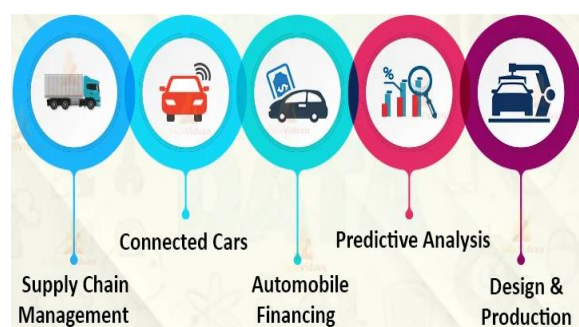 %
Connected Cars
Predictive Analysis
Supply Chain
Management
Automobile
Financing
Design &
Production